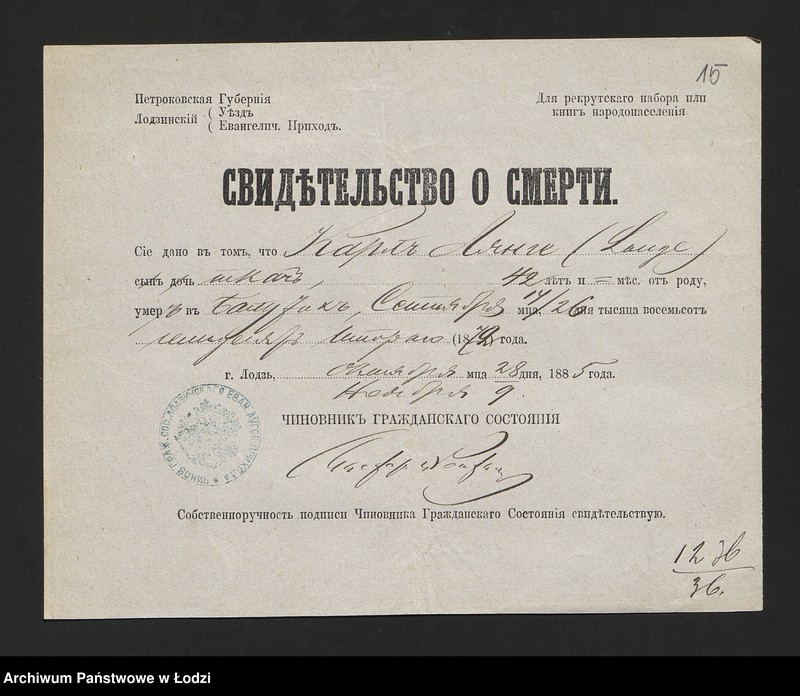 15
Петроковская Губернія
Лодзинскій ( Уѣздъ
( Евангелич. Приходъ.
Для рекрутскаго набора или
книгъ народонаселенія
СВИДѢТЕЛЬСТВО О СМЕРТИ.
Сіе дано въ томъ, что Карлъ Лянге (Lange)
сынъ дочь ткачъ, 42 лѣтъ и = мѣс. отъ роду,
умеръ въ Балутахъ, Сентября мца, 14/26 дня тысяча восемьсотъ
семьдесятъ втораго (1872) года.
г. Лодзь, Октября мца 28 дня, 1885 года.
Ноября 9.
ЧИНОВНИКЪ ГРАЖДАНСКАГО СОСТОЯНІЯ
Собственноручность подписи Чиновника Гражданскаго Состоянія свидѣтельствую.
12
36.
Archiwum Państwowe w Łodzi